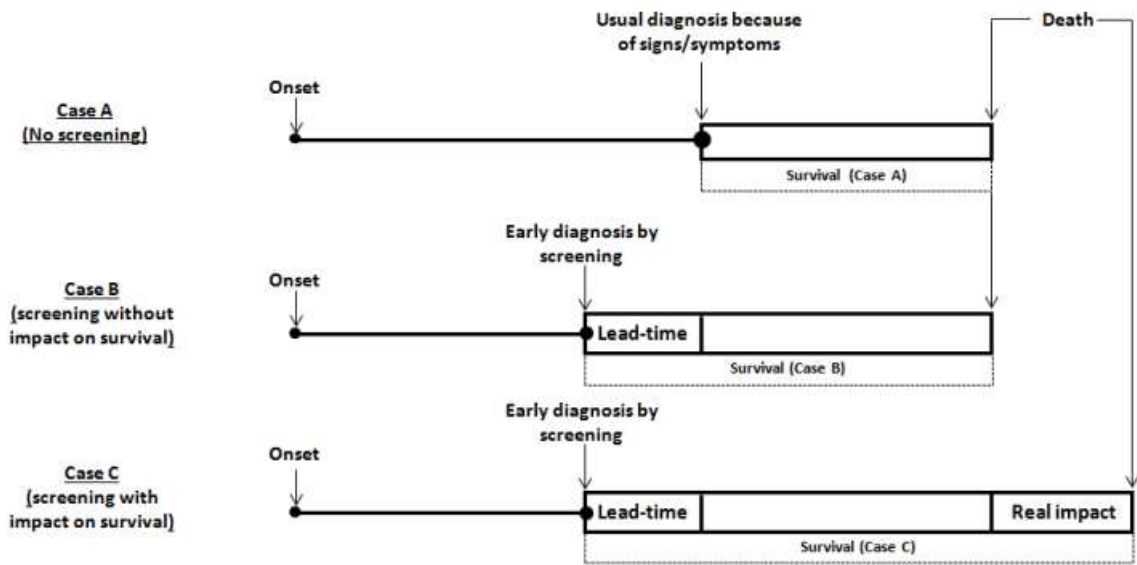 Usual diagnosis because
of signs/symptoms
Death
Onset
Case A
(No screening)
Survival (Case A)
Early diagnosis by
screening
Onset
Case B
(screening without
impact on survival)
Lead-time
Survival (Case B)
Early diagnosis by
screening
Onset
Case C
(screening with
impact on survival)
Lead-time
Real impact
Survival (Case C)